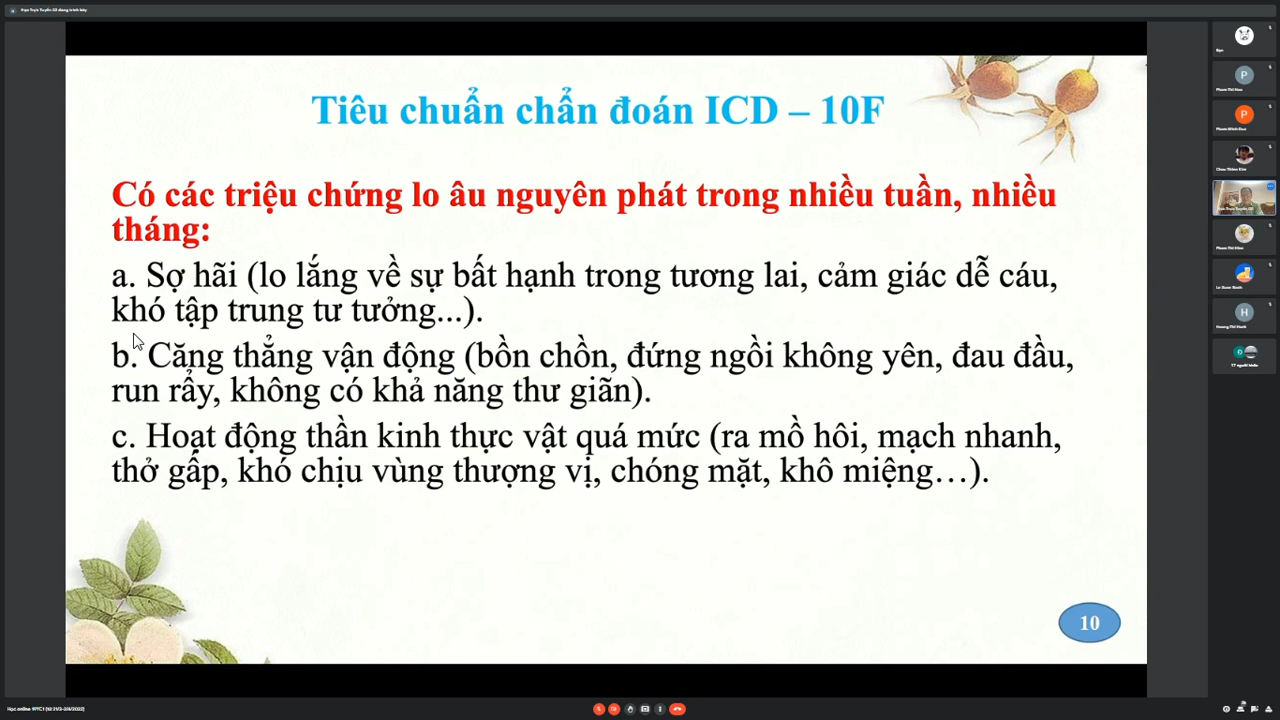 Tiêu chuẩn chẩn đoán ICD – 10F
Có các triệu chứng lo âu nguyên phát trong nhiều tuần, nhiều
tháng:
a. Sợ hãi (lo lắng về sự bất hạnh trong tương lai, cảm giác dễ cáu,
khó tập trung tư tưởng...).
b. Căng thẳng vận động (bồn chồn, đứng ngồi không yên, đau đầu,
run rẩy, không có khả năng thư giãn).
c. Hoạt động thần kinh thực vật quá mức (ra mồ hôi, mạch nhanh,
thở gấp, khó chịu vùng thượng vị, chóng mặt, khô miệng…).
10
P
P
H
17 người khác